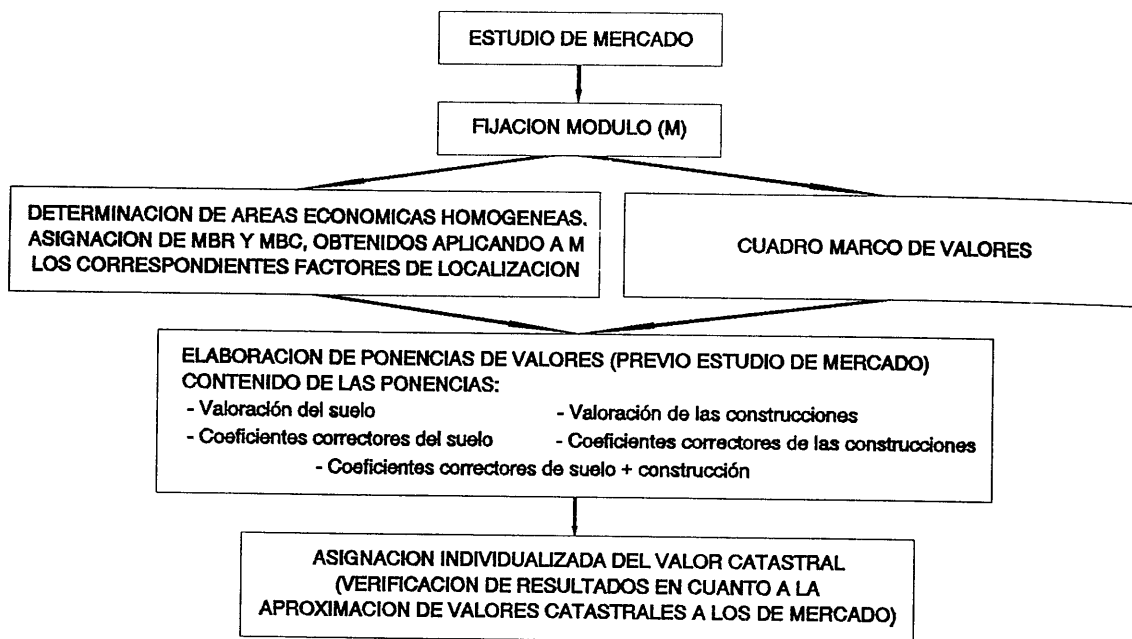 ESTUDIO DE MERCADO
FIJACION MODULO (M)
DETERMINACION DE AREAS ECONOMICAS HOMOGENEAS.
ASIGNACION DE MBR Y MBC, OBTENIDOS APLICANDO A M
LOS CORRESPONDIENTES FACTORES DE LOCALIZACION
CUADRO MARCO DE VALORES
ELABORACION DE PONENCIAS DE VALORES (PREVIO ESTUDIO DE MERCADO)
CONTENIDO DE LAS PONENCIAS:
- Valoración del suelo - Valoración de las construcciones
- Coeficientes correctores del suelo - Coeficientes correctores de las construcciones
- Coeficientes correctores de suelo + construcción
ASIGNACION INDIVIDUALIZADA DEL VALOR CATASTRAL
(VERIFICACION DE RESULTADOS EN CUANTO A LA
APROXIMACION DE VALORES CATASTRALES A LOS DE MERCADO)